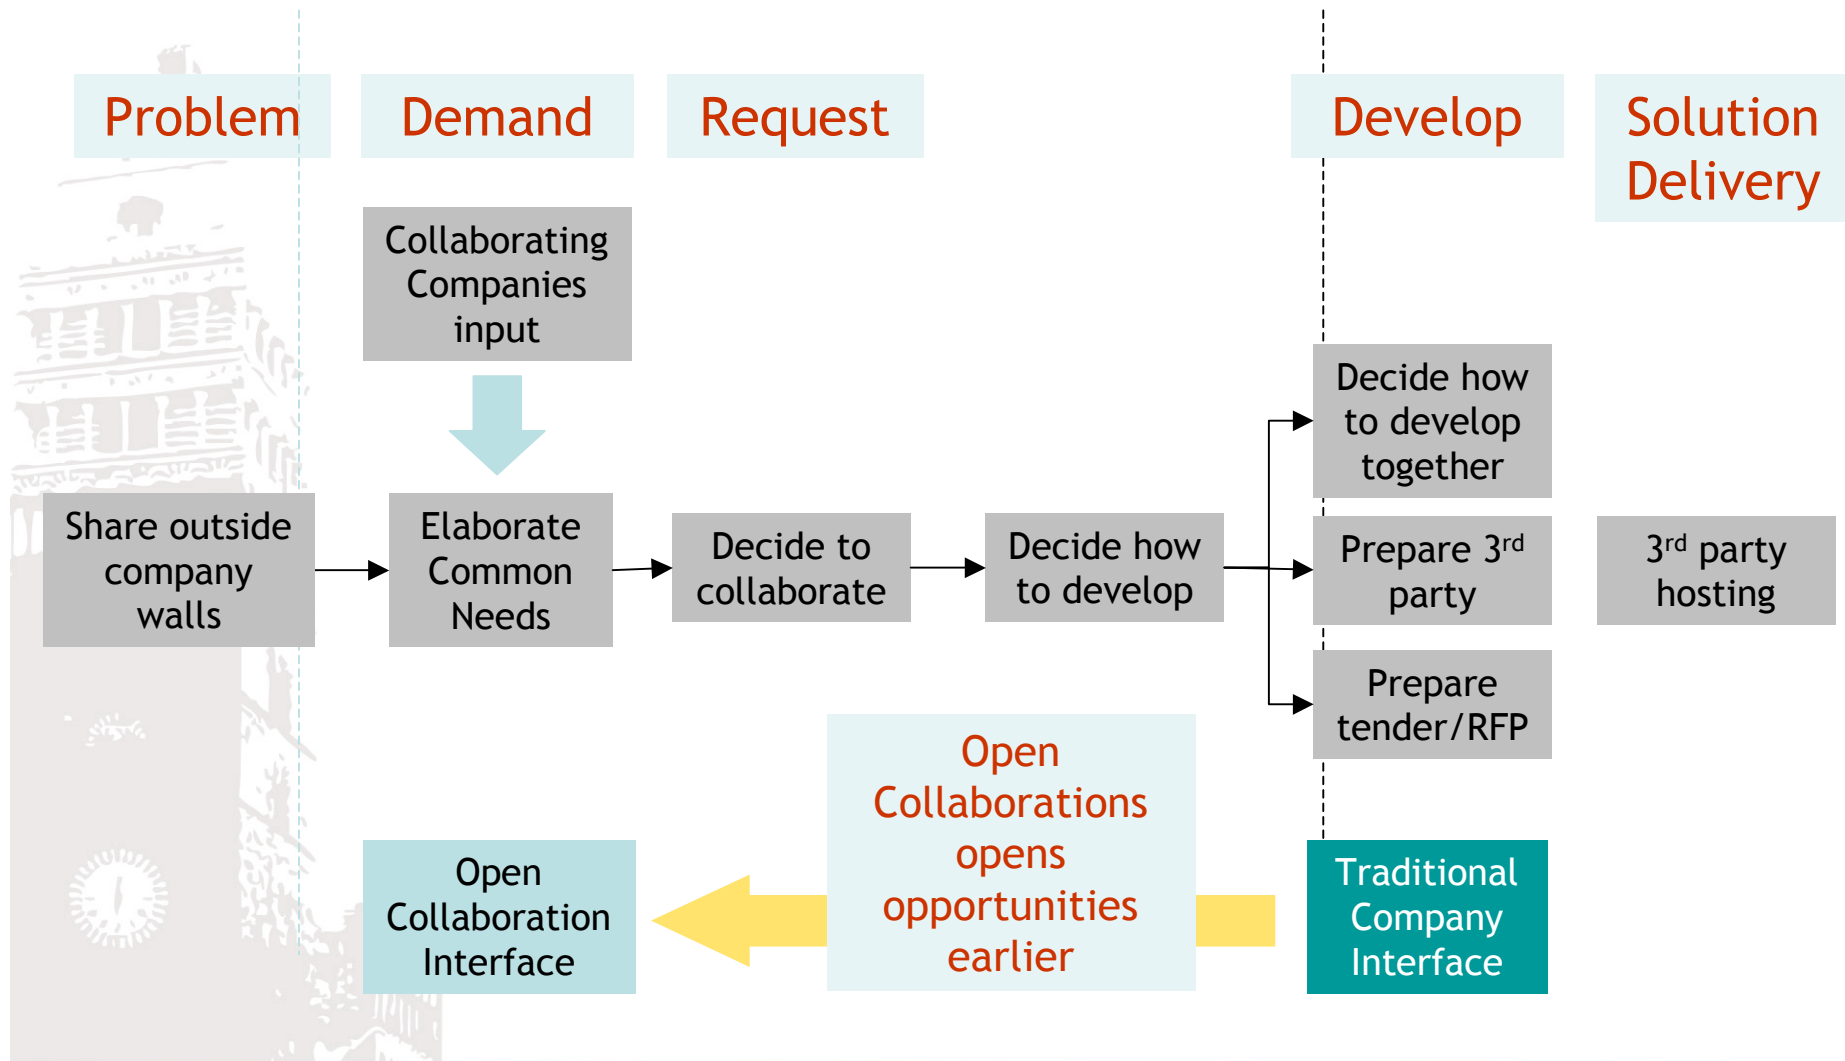 Problem
Demand
Request
Develop
Solution
Delivery
Collaborating
Companies
input
Decide how
to develop
together
Share outside
company
walls
Elaborate
Common
Needs
Decide to
collaborate
Decide how
to develop
Prepare 3rd
party
3rd party
hosting
Prepare
tender/RFP
Open
Collaborations
opens
opportunities
earlier
Open
Collaboration
Interface
Traditional
Company
Interface